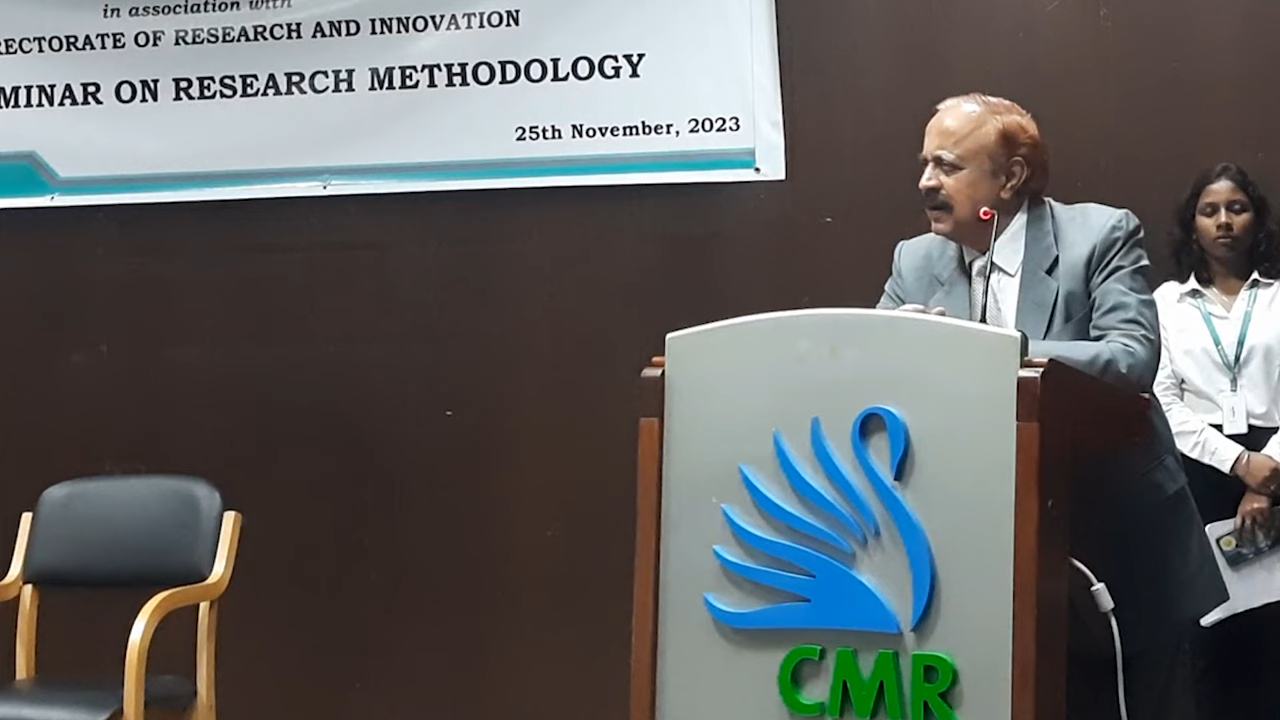 in association with
RECTORATE OF RESEARCH AND INNOVATION
MINAR ON RESEARCH METHODOLOGY
25th November, 2023
CMR